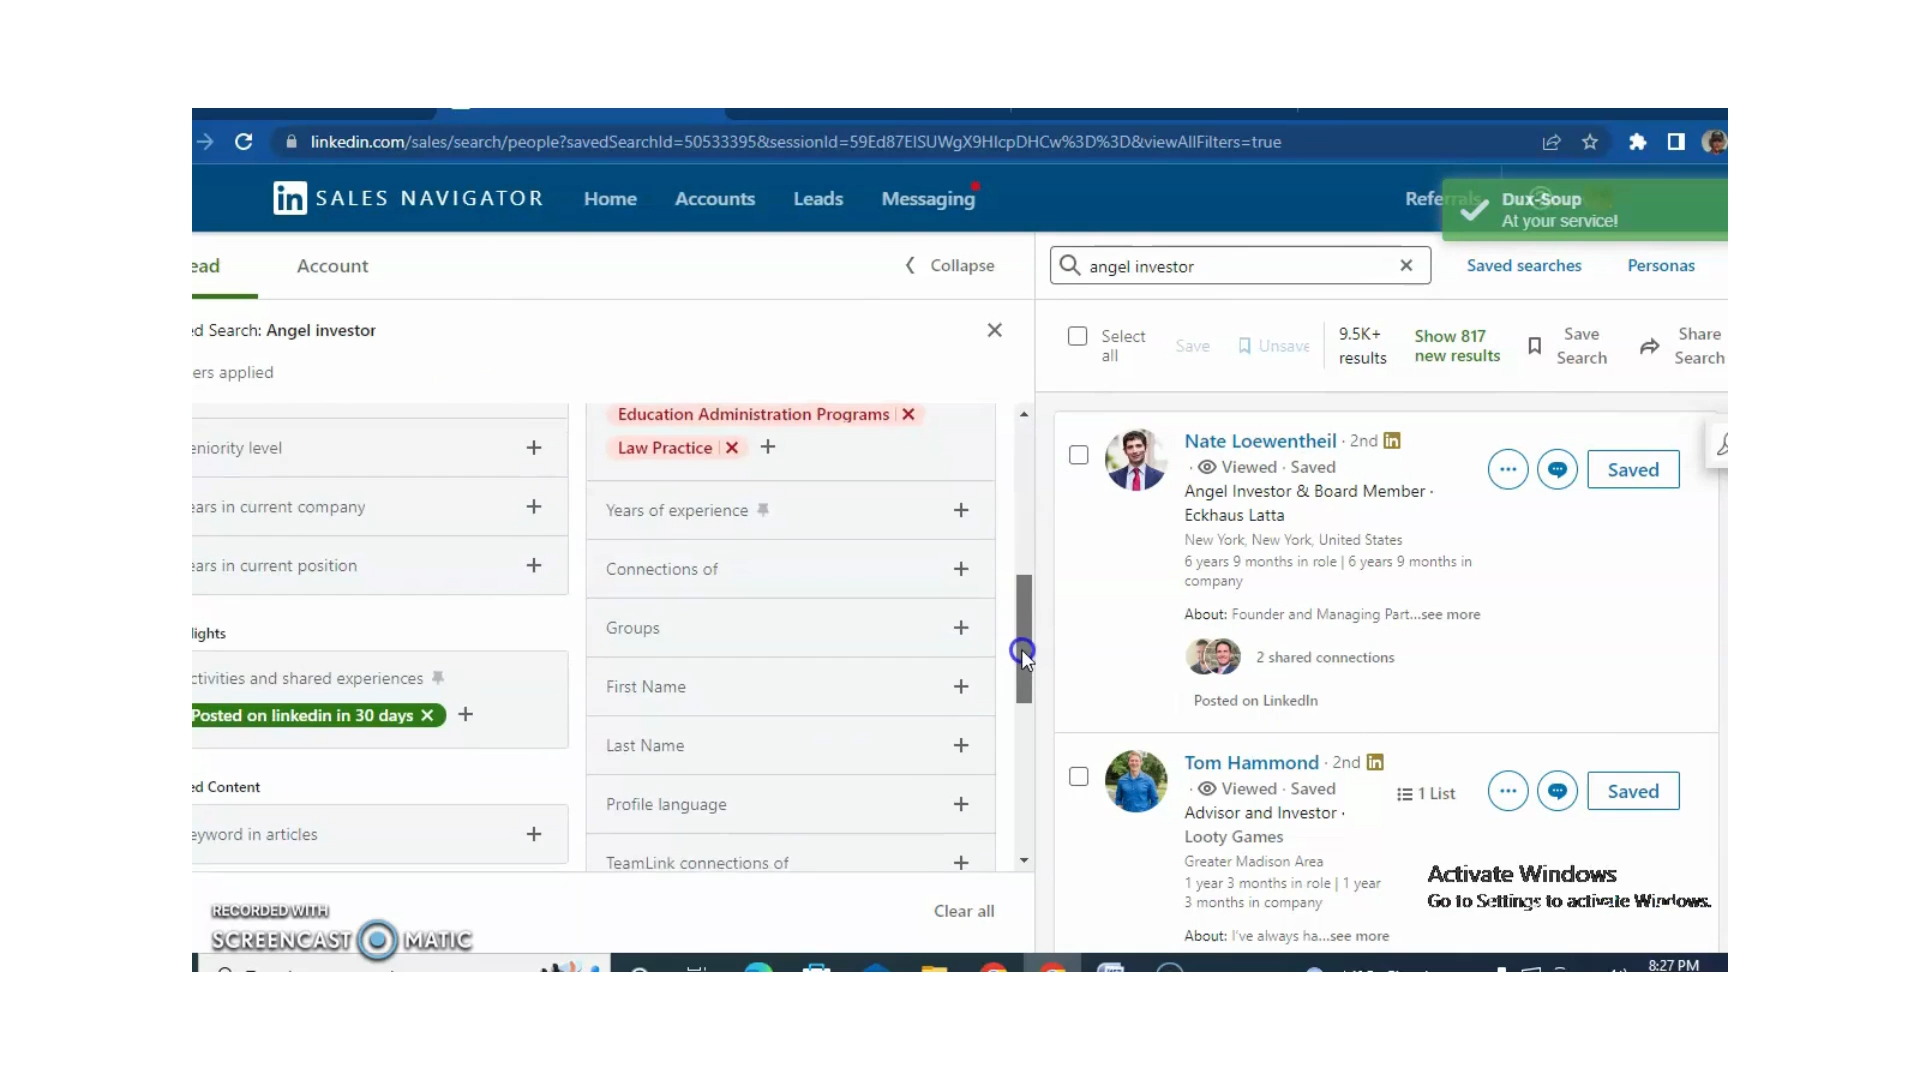 linkedin.com/sales/search/people?savedSearchId=50533395&sessionId=59Ed87EISUWgX9HIcpDHCw%3D%3D&viewAllFilters=true
in SALES NAVIGATOR Home Accounts Leads Messaging
Dux-Soup
At your service!
ead Account Collapse
angel investor Saved searches Personas
ed Search: Angel investor
ers applied
Select all Save Unsave
9.5K+ results
Show 817 new results
Save Search
Share Search
eniority level
ears in current company
ears in current position
lights
ctivities and shared experiences
Posted on linkedin in 30 days
ed Content
eyword in articles
Education Administration Programs
Law Practice
Years of experience
Connections of
Groups
First Name
Last Name
Profile language
TeamLink connections of
Clear all
Nate Loewentheil · 2nd in
· Viewed · Saved
Angel Investor & Board Member ·
Eckhaus Latta
New York, New York, United States
6 years 9 months in role | 6 years 9 months in
company
About: Founder and Managing Part...see more
2 shared connections
Posted on LinkedIn
Saved
Tom Hammond · 2nd in
· Viewed · Saved
Advisor and Investor ·
Looty Games
Greater Madison Area
1 year 3 months in role | 1 year
3 months in company
About: I've always ha...see more
1 List
Saved
Activate Windows
Go to Settings to activate Windows.
RECORDED WITH
SCREENCAST MATIC
8:27 PM